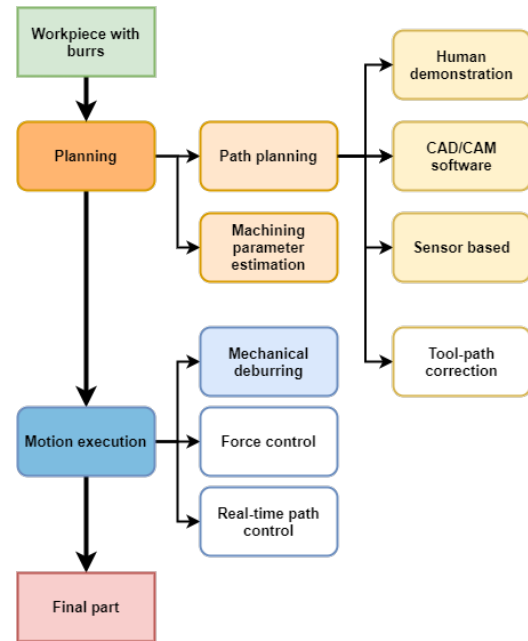 Workpiece with
burrs
Human
demonstration
Planning
Path planning
CAD/CAM
software
Machining
parameter
estimation
Sensor based
Mechanical
deburring
Tool-path
correction
Motion execution
Force control
Real-time path
control
Final part